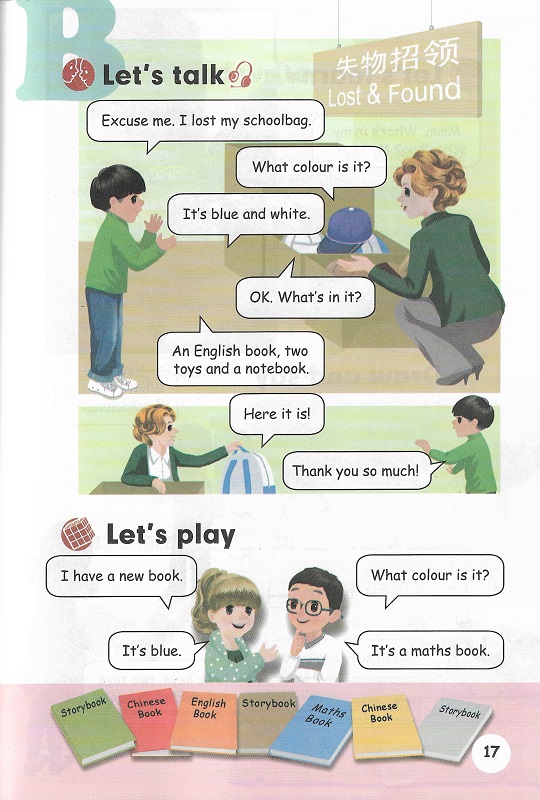 B
Let's talk
失物招领
Lost & Found
Excuse me. I lost my schoolbag.
What colour is it?
It's blue and white.
OK. What's in it?
An English book, two
toys and a notebook.
Here it is!
Thank you so much!
Let's play
I have a new book.
What colour is it?
It's blue.
It's a maths book.
Storybook
Chinese
Book
English
Book
Storybook
Maths
Book
Chinese
Book
Storybook
17